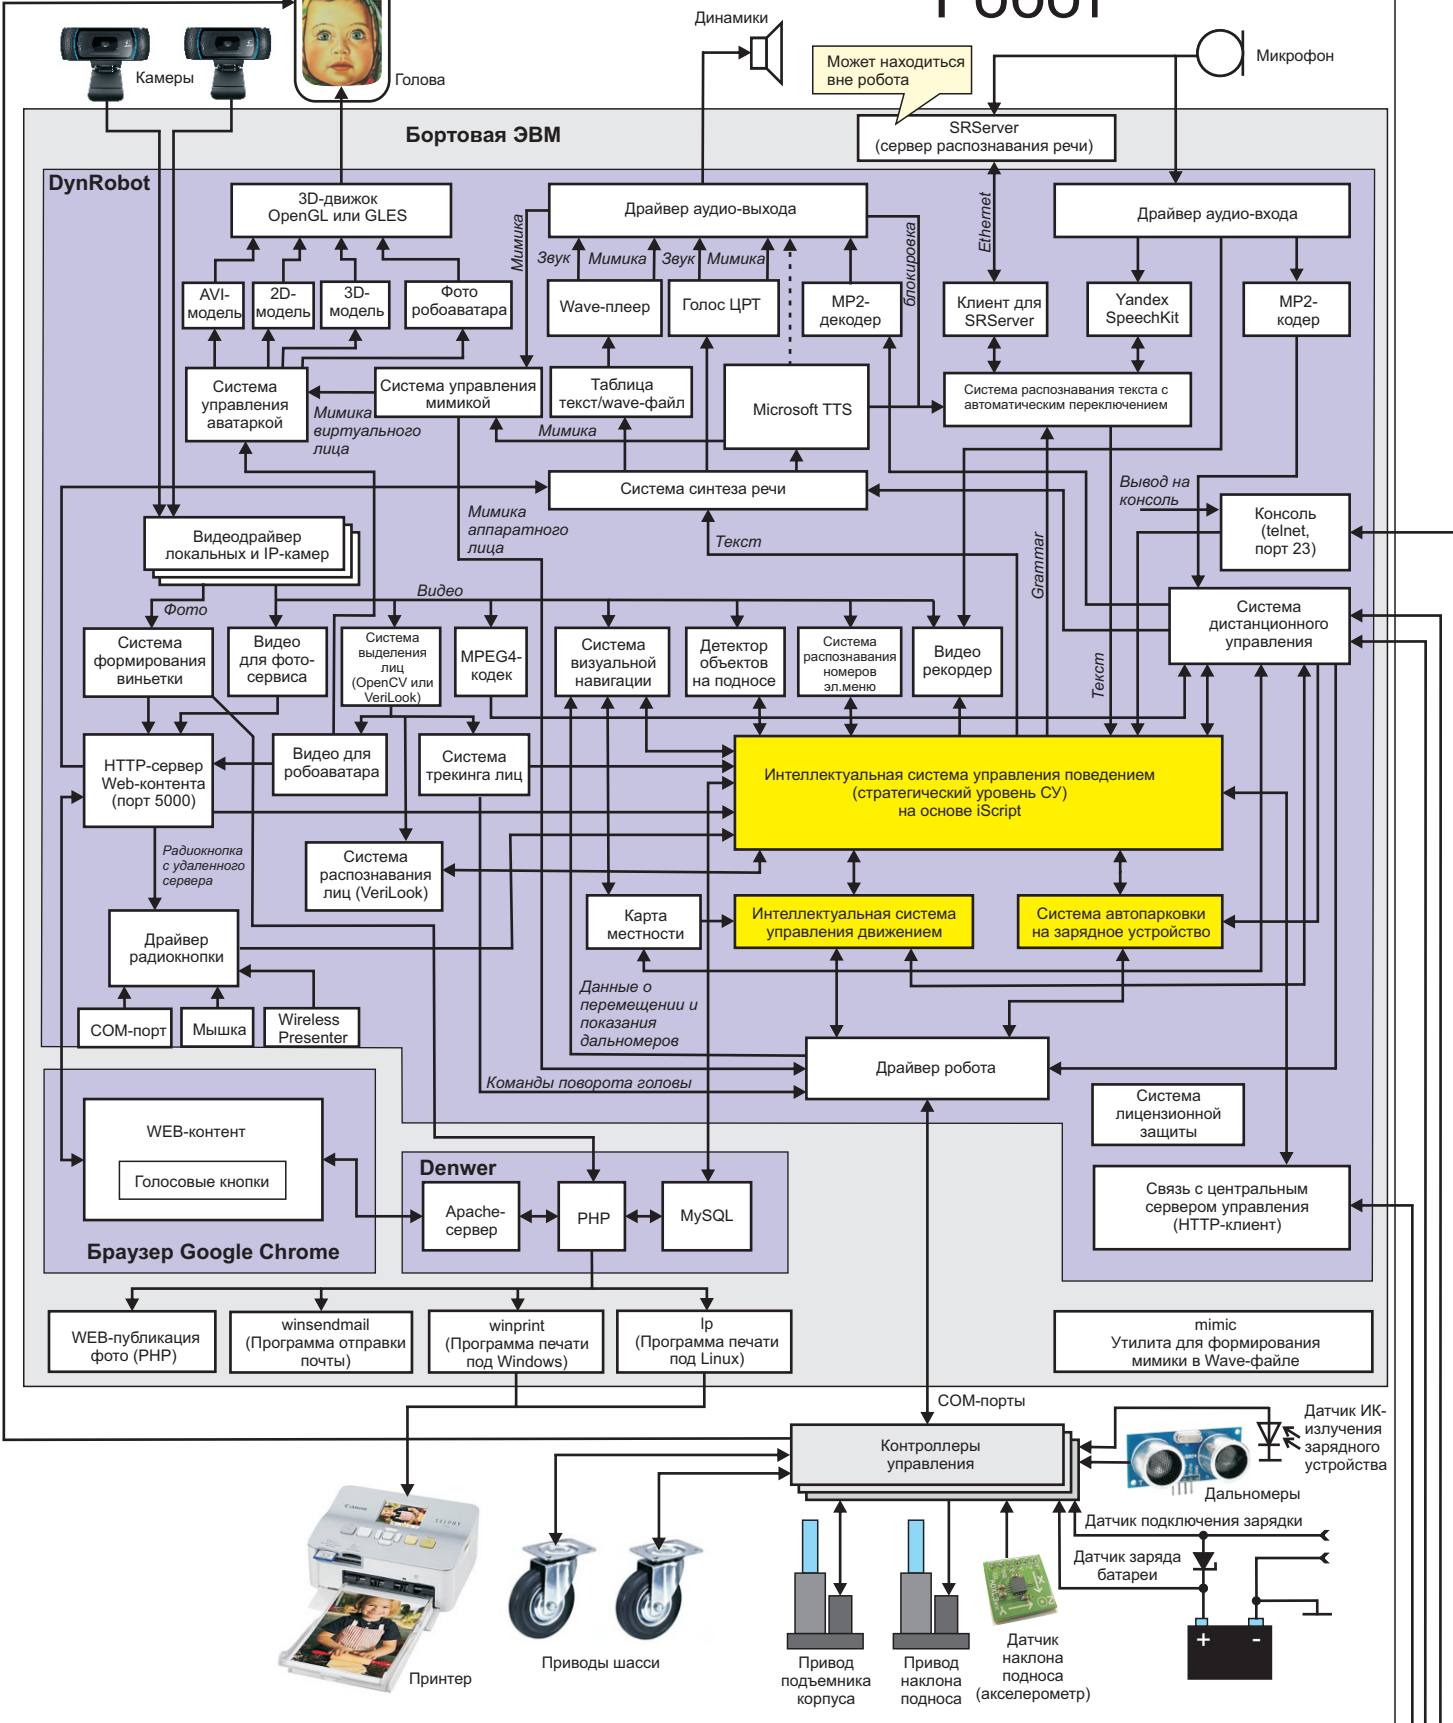 Робот
Динамики
Может находиться
вне робота
Микрофон
Камеры
Голова
Бортовая ЭВМ
SRServer
(сервер распознавания речи)
DynRobot
3D-движок
OpenGL или GLES
Драйвер аудио-выхода
Драйвер аудио-входа
Мимика
Звук
Мимика
Звук
Мимика
блокировка
Ethernet
AVI-
модель
2D-
модель
3D-
модель
Фото
робоаватара
Wave-плеер
Голос ЦРТ
MP2-
декодер
Клиент для
SRServer
Yandex
SpeechKit
MP2-
кодер
Система
управления
аватаркой
Система управления
мимикой
Таблица
текст/wave-файл
Microsoft TTS
Система распознавания текста с
автоматическим переключением
Мимика
виртуального
лица
Мимика
Система синтеза речи
Вывод на
консоль
Консоль
(telnet,
порт 23)
Мимика
аппаратного
лица
Текст
Grammar
Видеодрайвер
локальных и IP-камер
Фото
Видео
Система
формирования
виньетки
Видео
для фото-
сервиса
Система
выделения
лиц
(OpenCV или
VeriLook)
MPEG4-
кодек
Система
визуальной
навигации
Детектор
объектов
на подносе
Система
распознавания
номеров
эл.меню
Видео
рекордер
Текст
Система
дистанционного
управления
HTTP-сервер
Web-контента
(порт 5000)
Видео для
робоаватара
Система
трекинга лиц
Интеллектуальная система управления поведением
(стратегический уровень СУ)
на основе iScript
Радиокнопка
с удаленного
сервера
Система
распознавания
лиц (VeriLook)
Драйвер
радиокнопки
Карта
местности
Интеллектуальная система
управления движением
Система автопарковки
на зарядное устройство
COM-порт
Мышка
Wireless
Presenter
Данные о
перемещении и
показания
дальномеров
Драйвер робота
Команды поворота головы
Система
лицензионной
защиты
WEB-контент
Голосовые кнопки
Браузер Google Chrome
Denwer
Apache-
сервер
PHP
MySQL
Связь с центральным
сервером управления
(HTTP-клиент)
WEB-публикация
фото (PHP)
winsendmail
(Программа отправки
почты)
winprint
(Программа печати
под Windows)
lp
(Программа печати
под Linux)
mimic
Утилита для формирования
мимики в Wave-файле
COM-порты
Контроллеры
управления
Датчик ИК-
излучения
зарядного
устройства
Дальномеры
Датчик подключения зарядки
Датчик заряда
батареи
Canon
SELPHY
Принтер
Приводы шасси
Привод
подъемника
корпуса
Привод
наклона
подноса
Датчик
наклона
подноса
(акселерометр)
+
-